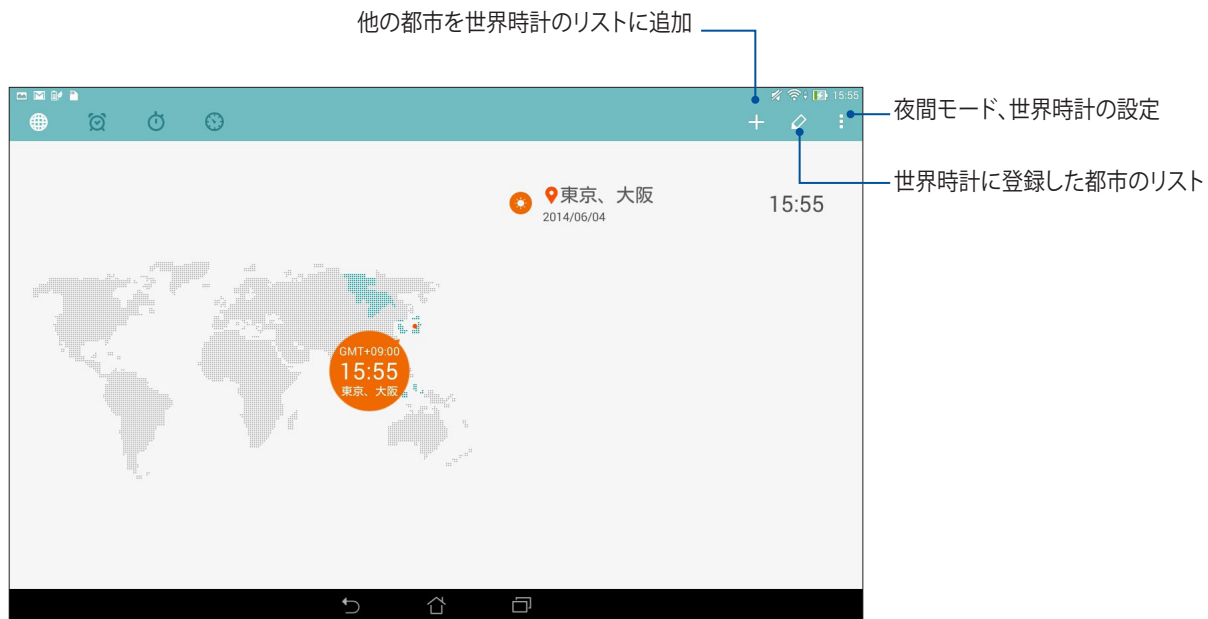 他の都市を世界時計のリストに追加
15:55
夜間モード、世界時計の設定
世界時計に登録した都市のリスト
東京、大阪
15:55
2014/06/04
GMT+09:00
15:55
東京、大阪